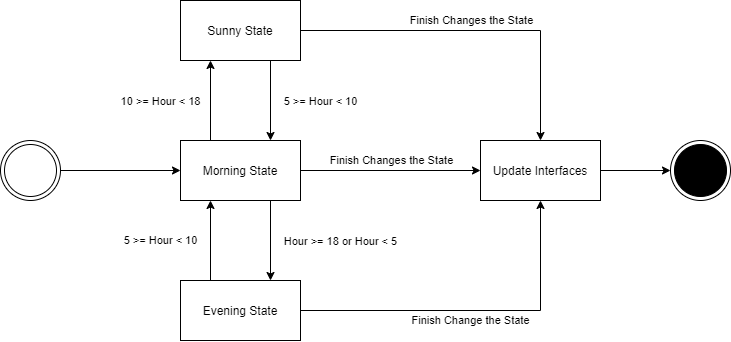 Finish Changes the State
Sunny State
10 >= Hour < 18
5 >= Hour < 10
Morning State
Finish Changes the State
Update Interfaces
5 >= Hour < 10
Hour >= 18 or Hour < 5
Evening State
Finish Change the State